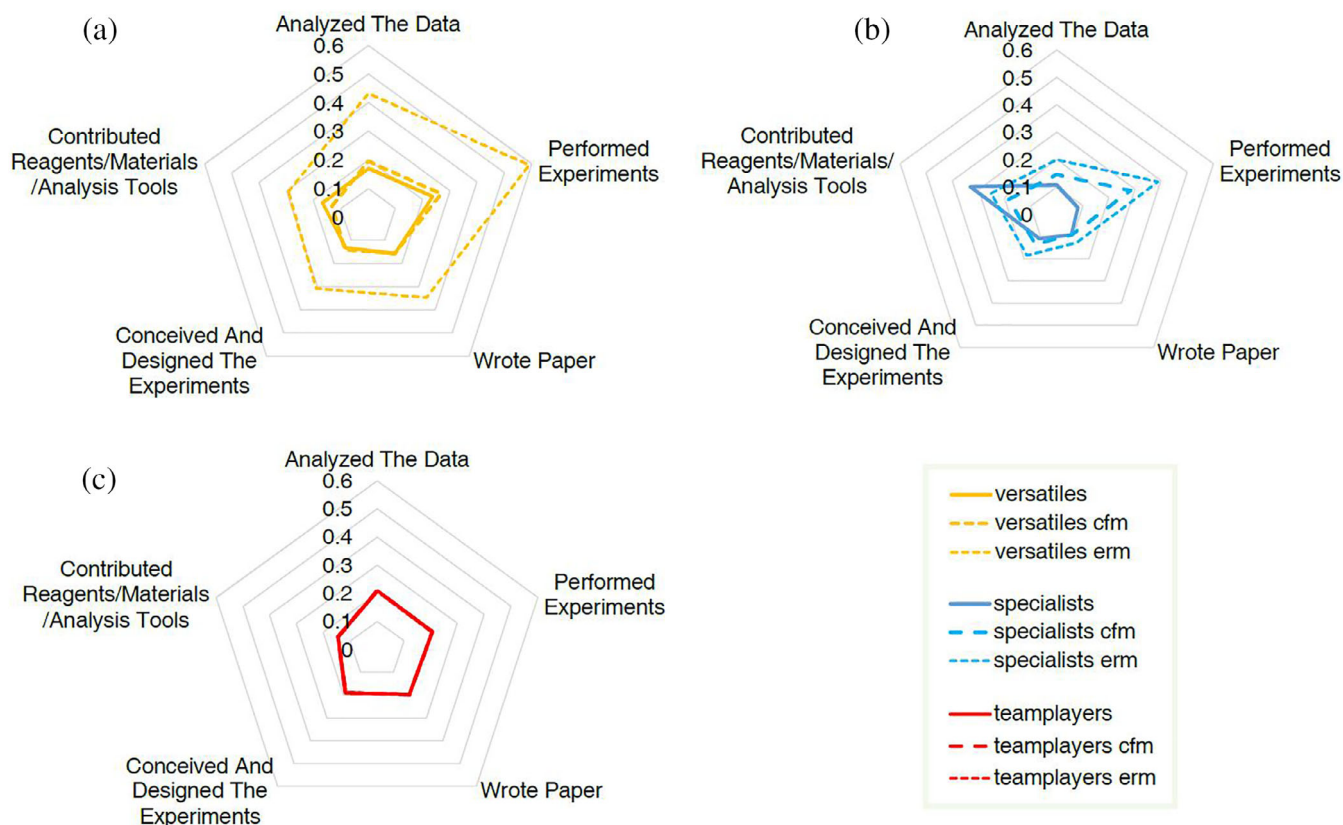 (a)
Analyzed The Data
0.6
0.5
0.4
0.3
0.2
0.1
0
Performed
Experiments
Wrote Paper
Conceived And
Designed The
Experiments
Contributed
Reagents/Materials
/Analysis Tools
(b)
Analyzed The Data
0.6
0.5
0.4
0.3
0.2
0.1
0
Performed
Experiments
Wrote Paper
Conceived And
Designed The
Experiments
Contributed
Reagents/Materials/
/Analysis Tools
(c)
Analyzed The Data
0.6
0.5
0.4
0.3
0.2
0.1
0
Performed
Experiments
Wrote Paper
Conceived And
Designed The
Experiments
Contributed
Reagents/Materials
/Analysis Tools
versatiles
versatiles cfm
versatiles erm
specialists
specialists cfm
specialists erm
teamplayers
teamplayers cfm
teamplayers erm